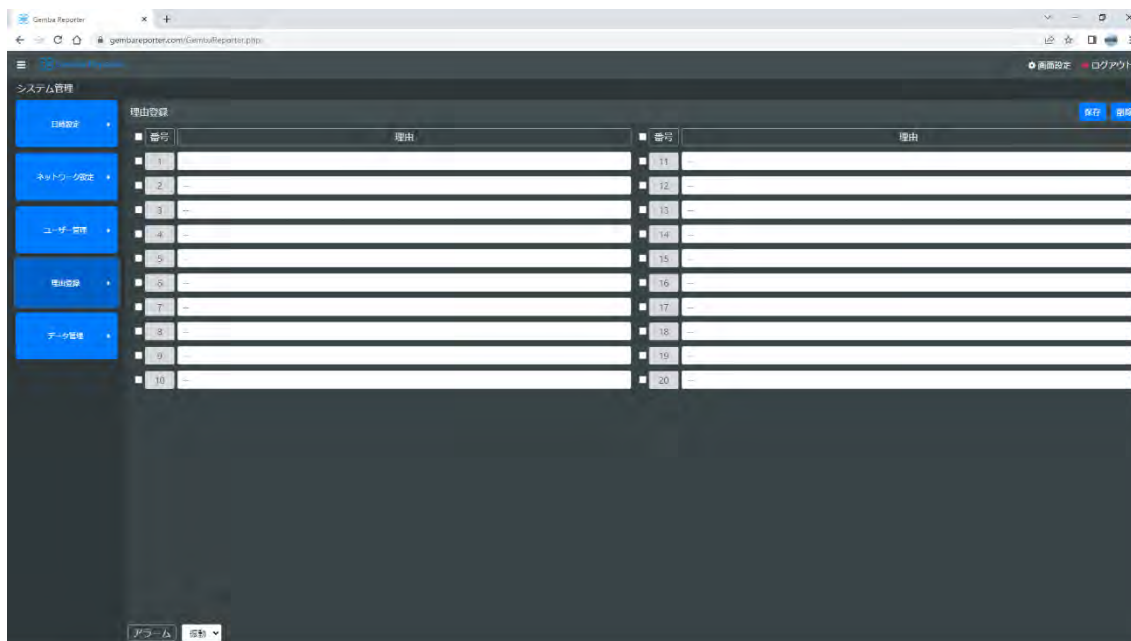 Gemba Reporter
gembareporter.com/GembaReporter.php
画面設定 ログアウト
システム管理
日時設定
ネットワーク設定
ユーザー管理
理由登録
データ管理
理由登録
保存 削除
番号 理由 番号 理由
1 -- 11 --
2 -- 12 --
3 -- 13 --
4 -- 14 --
5 -- 15 --
6 -- 16 --
7 -- 17 --
8 -- 18 --
9 -- 19 --
10 -- 20 --
アラーム 振動